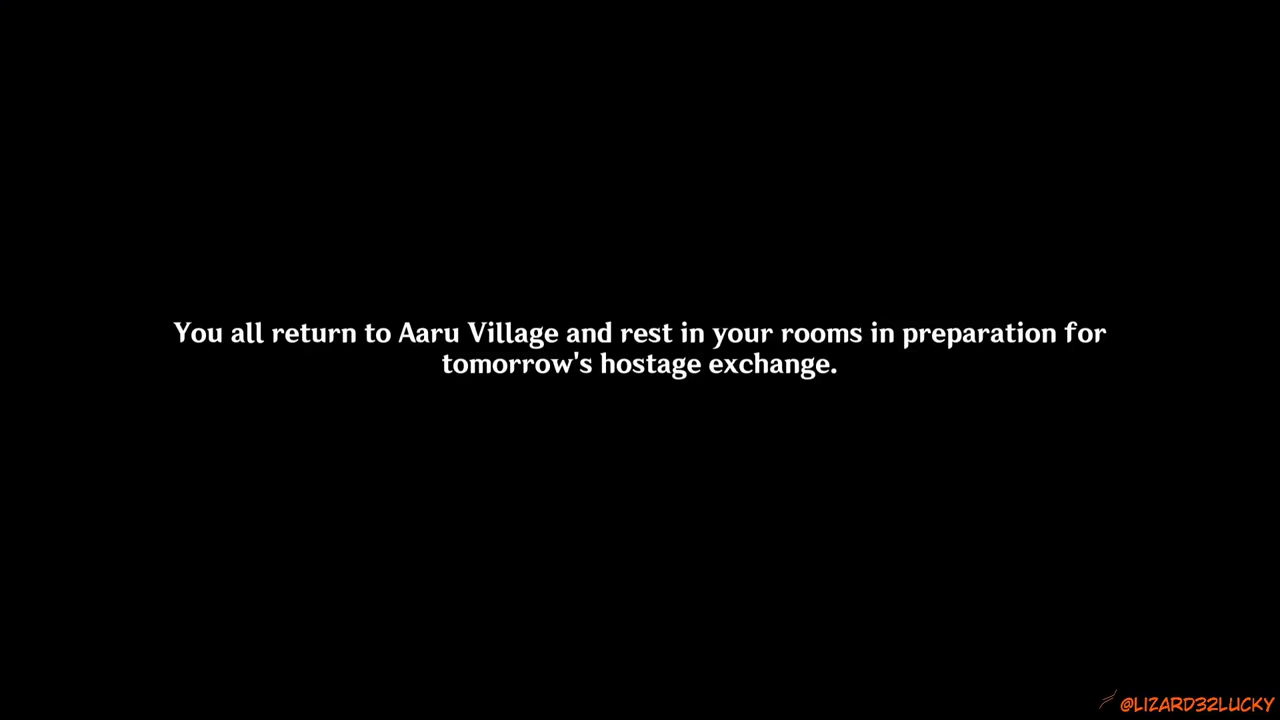 You all return to Aaru Village and rest in your rooms in preparation for
tomorrow's hostage exchange.
@LIZARD32LUCKY